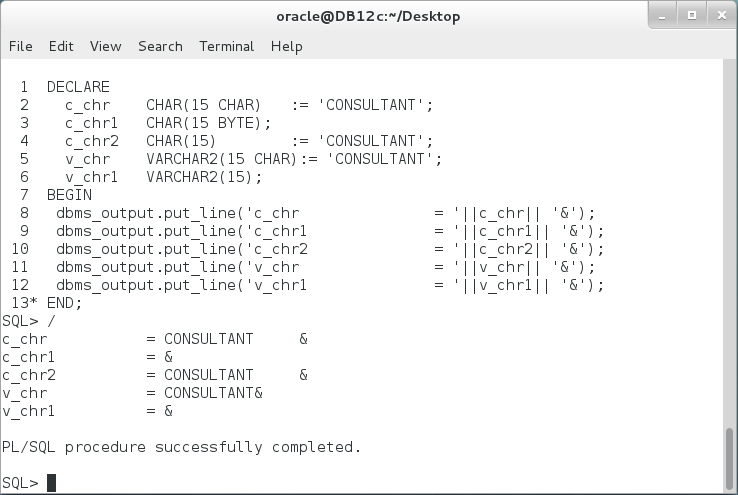 oracle@DB12c:~/Desktop
File Edit View Search Terminal Help
  1  DECLARE
  2    c_chr    CHAR(15 CHAR)   := 'CONSULTANT';
  3    c_chr1   CHAR(15 BYTE);
  4    c_chr2   CHAR(15)        := 'CONSULTANT';
  5    v_chr    VARCHAR2(15 CHAR):= 'CONSULTANT';
  6    v_chr1   VARCHAR2(15);
  7  BEGIN
  8   dbms_output.put_line('c_chr               = '||c_chr|| '&');
  9   dbms_output.put_line('c_chr1              = '||c_chr1|| '&');
 10   dbms_output.put_line('c_chr2              = '||c_chr2|| '&');
 11   dbms_output.put_line('v_chr               = '||v_chr|| '&');
 12   dbms_output.put_line('v_chr1              = '||v_chr1|| '&');
 13* END;
SQL> /
c_chr           = CONSULTANT     &
c_chr1          = &
c_chr2          = CONSULTANT     &
v_chr           = CONSULTANT&
v_chr1          = &
PL/SQL procedure successfully completed.
SQL>